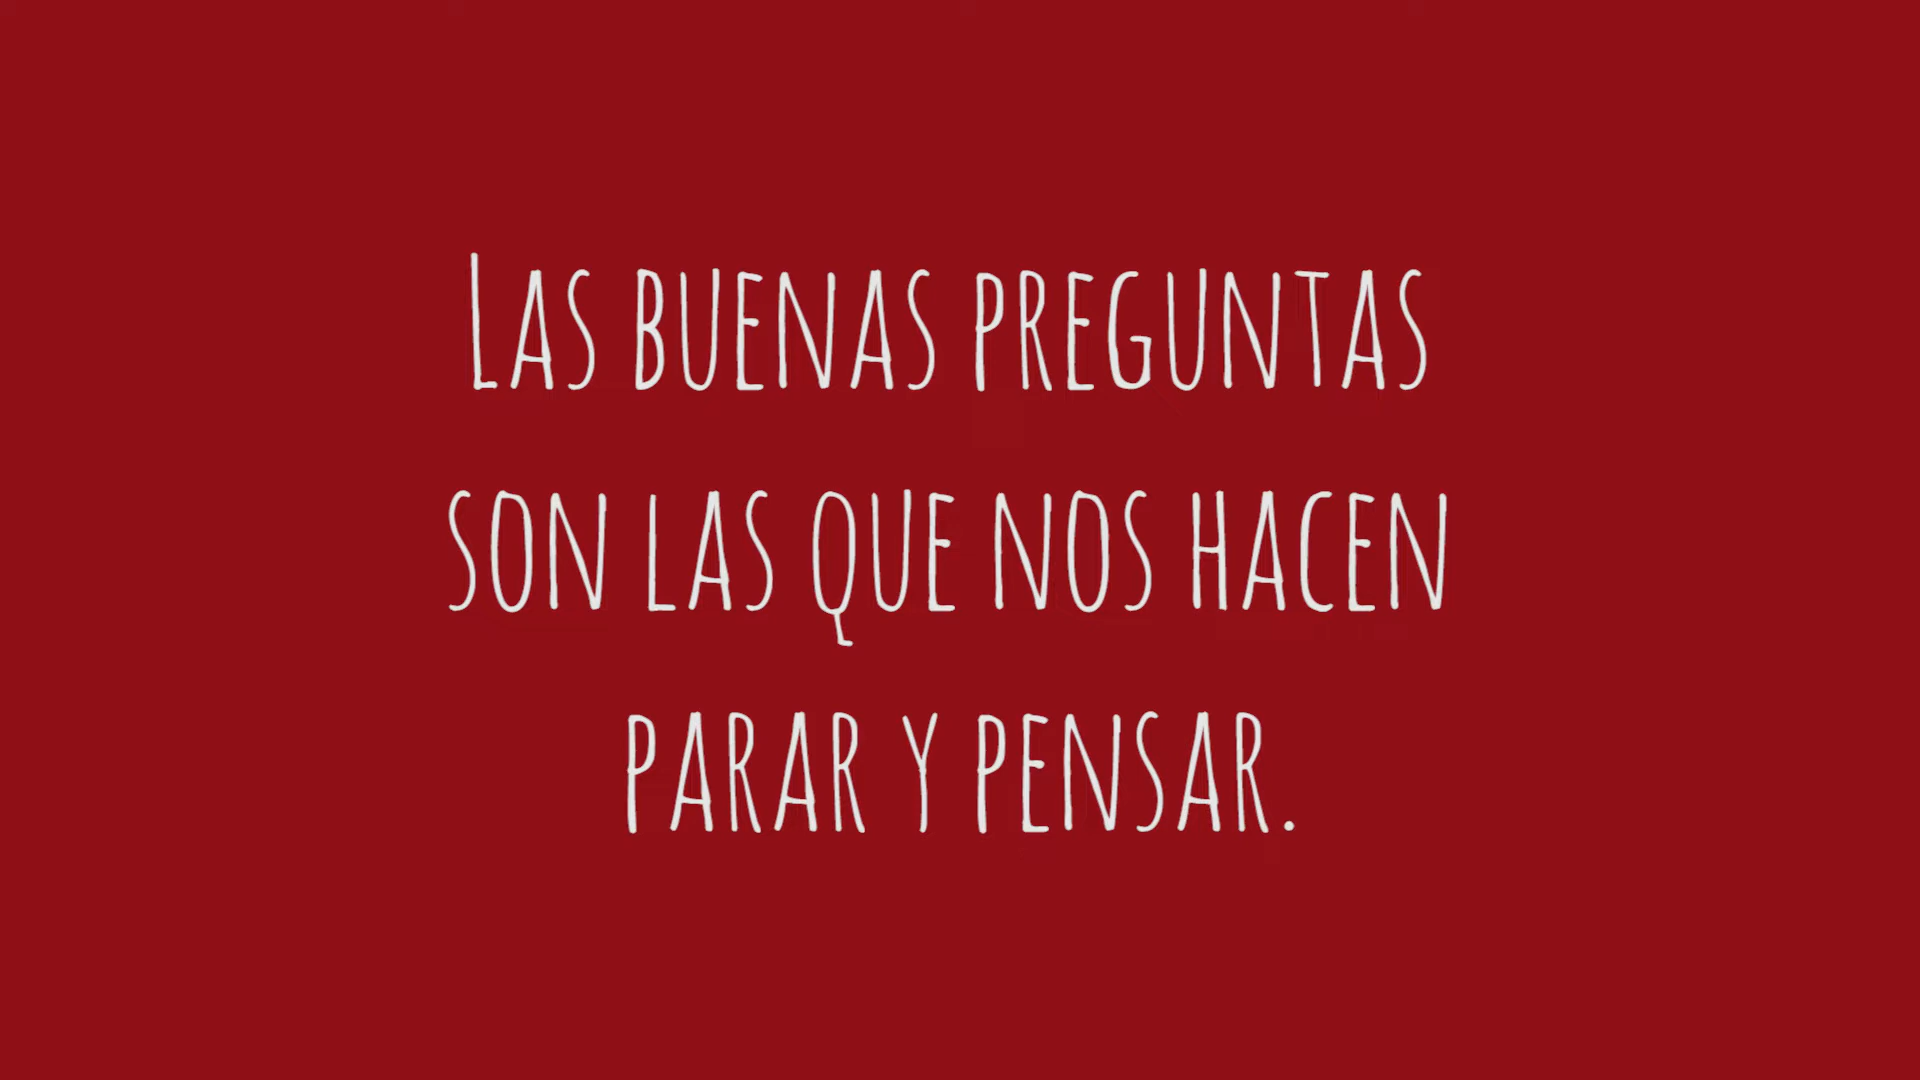 Las buenas preguntas
son las que nos hacen
parar y pensar.